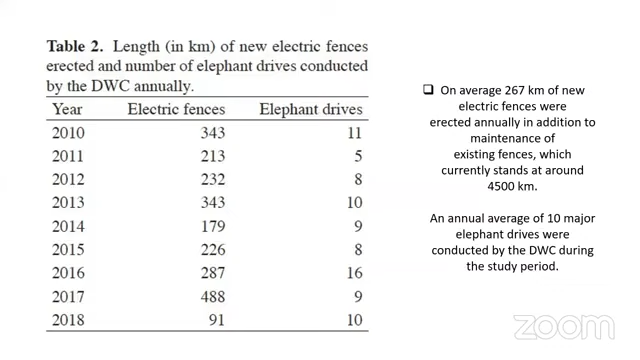 Table 2. Length (in km) of new electric fences
erected and number of elephant drives conducted
by the DWC annually.
Year Electric fences Elephant drives
2010 343 11
2011 213 5
2012 232 8
2013 343 10
2014 179 9
2015 226 8
2016 287 16
2017 488 9
2018 91 10
❑ On average 267 km of new
electric fences were
erected annually in addition to
maintenance of
existing fences, which
currently stands at around
4500 km.
An annual average of 10 major
elephant drives were
conducted by the DWC during
the study period.
zoom